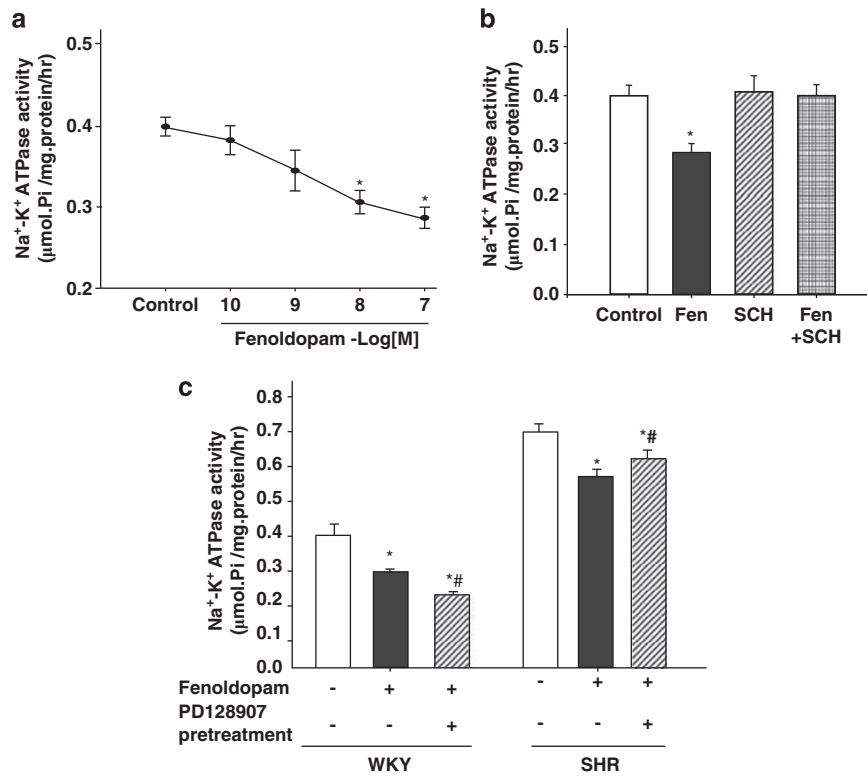 a
Na⁺-K⁺ ATPase activity
(μmol.Pi /mg.protein/hr)
0.5
0.4
0.3
0.2
*
*
Control 10 9 8 7
Fenoldopam -Log[M]
b
Na⁺-K⁺ ATPase activity
(μmol.Pi /mg.protein/hr)
0.5
0.4
0.3
0.2
0.1
0.0
*
Control Fen SCH Fen
+SCH
c
Na⁺-K⁺ ATPase activity
(μmol.Pi /mg.protein/hr)
0.7
0.6
0.5
0.4
0.3
0.2
0.1
0.0
*
*#
*
*#
Fenoldopam - + + - + +
PD128907
pretreatment - - + - - +
WKY SHR